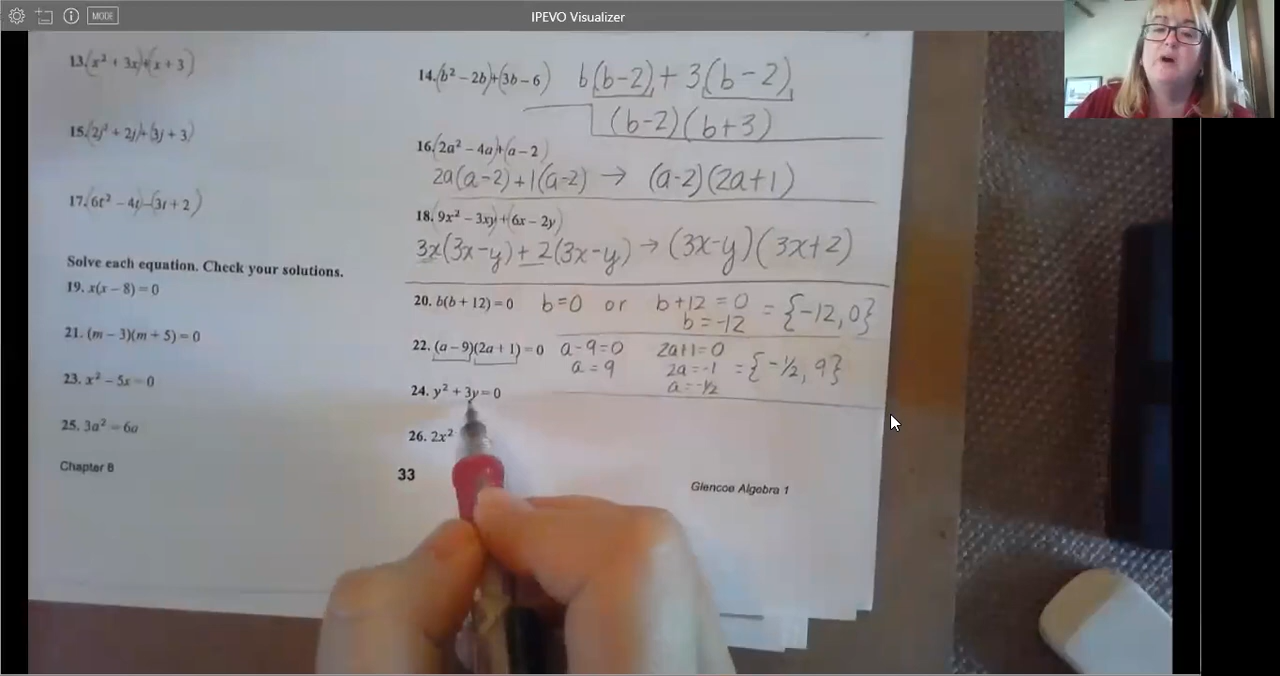 MODE
IPEVO Visualizer
13. (x² + 3x)+(x + 3)
15. (2j² + 2j)+(3j + 3)
17. (6t² − 4t)−(3t + 2)
Solve each equation. Check your solutions.
19. x(x − 8) = 0
21. (m − 3)(m + 5) = 0
23. x² − 5x = 0
25. 3a² = 6a
Chapter 8
14. (b² − 2b)+(3b − 6) b(b-2) + 3(b-2)
(b-2)(b+3)
16. (2a² − 4a)+(a − 2)
2a(a-2)+1(a-2) → (a-2)(2a+1)
18. (9x² − 3xy)+(6x − 2y)
3x(3x-y)+2(3x-y) → (3x-y)(3x+2)
20. b(b + 12) = 0 b=0 or b+12 = 0 = {-12, 0}
b = -12
22. (a − 9)(2a + 1) = 0 a-9=0 2a+1=0 = {-½, 9}
a = 9 2a = -1
a = -½
24. y² + 3y = 0
26. 2x²
33
Glencoe Algebra 1